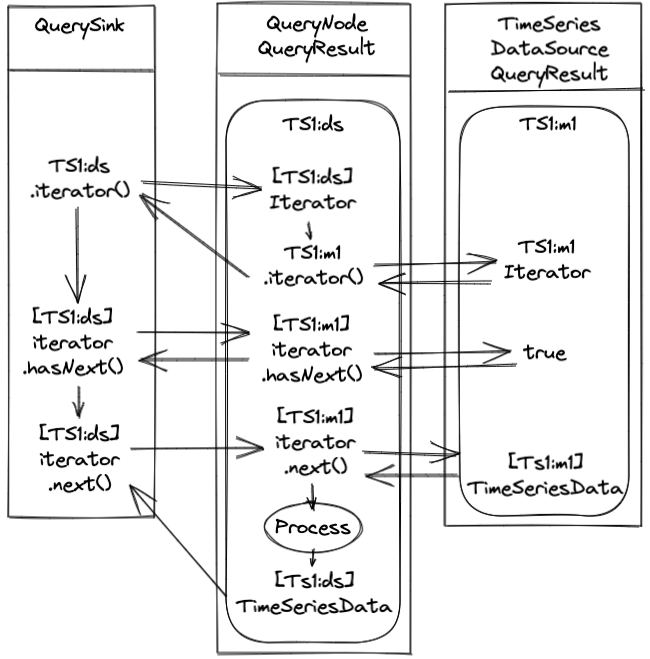 QuerySink
TS1:ds
.iterator()
[TS1:ds]
iterator
.hasNext()
[TS1:ds]
iterator
.next()
QueryNode
QueryResult
TS1:ds
[TS1:ds]
Iterator
TS1:m1
.iterator()
[TS1:m1]
iterator
.hasNext()
[TS1:m1]
iterator
.next()
Process
[Ts1:ds]
TimeSeriesData
TimeSeries
DataSource
QueryResult
TS1:m1
TS1:m1
Iterator
true
[Ts1:m1]
TimeSeriesData